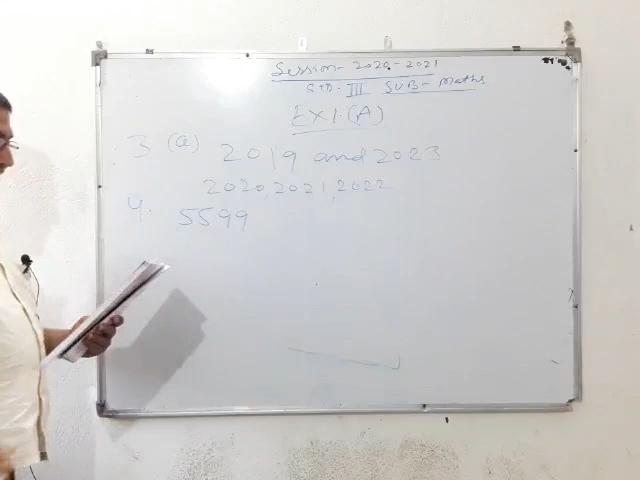 Session- 2020-2021
STD- III SUB- Maths
EX 1.(A)
3 (a) 2019 and 2023
2020, 2021, 2022
4. 5599